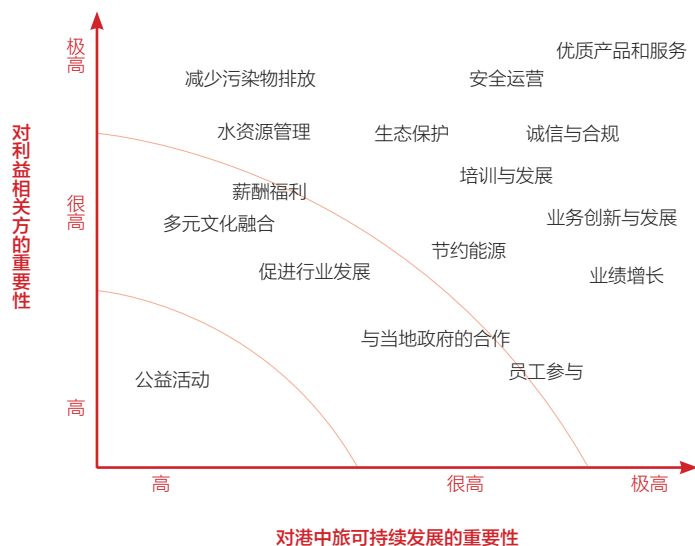 极高
优质产品和服务
减少污染物排放
安全运营
对利益相关方的重要性
水资源管理
生态保护
诚信与合规
培训与发展
薪酬福利
很高
多元文化融合
业务创新与发展
节约能源
促进行业发展
业绩增长
与当地政府的合作
员工参与
公益活动
高
高
很高
极高
对港中旅可持续发展的重要性